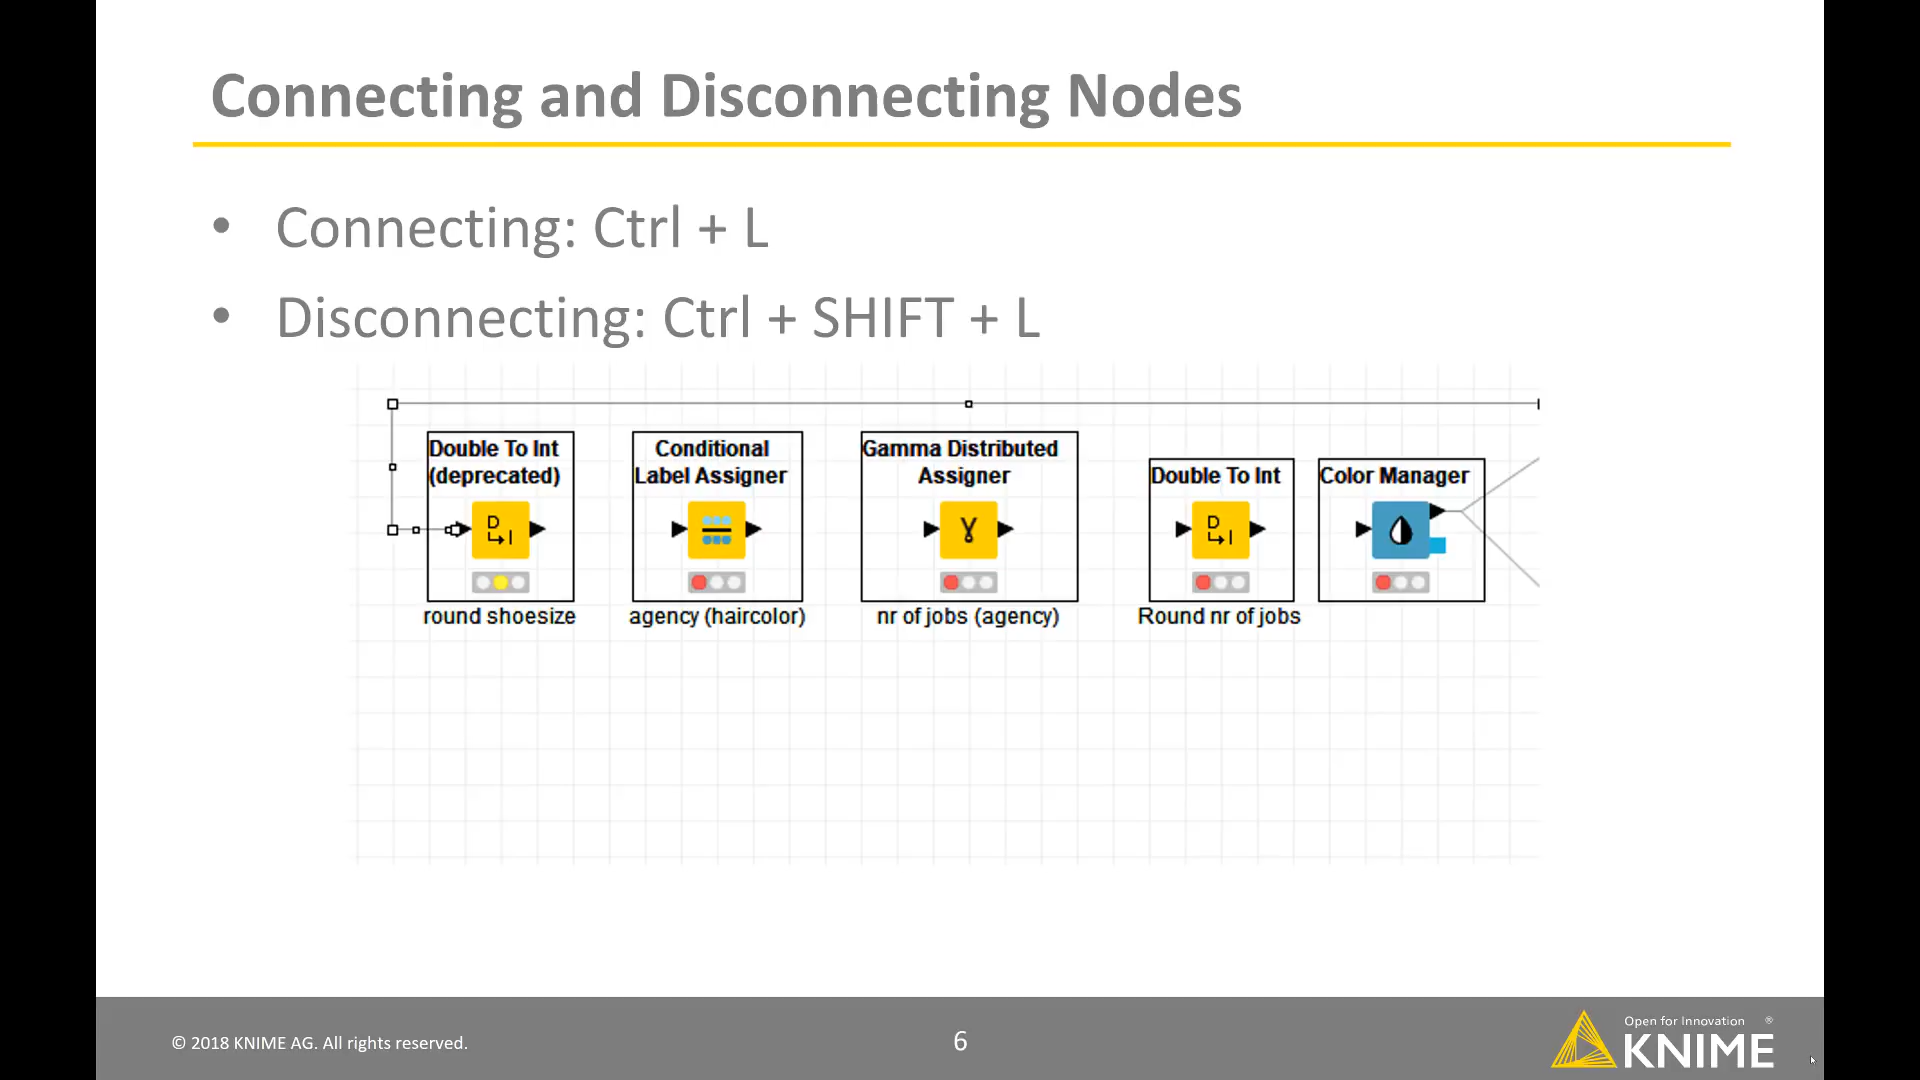 Connecting and Disconnecting Nodes
• Connecting: Ctrl + L
• Disconnecting: Ctrl + SHIFT + L
Double To Int
(deprecated)
D
I
round shoesize
Conditional
Label Assigner
agency (haircolor)
Gamma Distributed
Assigner
γ
nr of jobs (agency)
Double To Int
D
I
Round nr of jobs
Color Manager
© 2018 KNIME AG. All rights reserved.
6
Open for Innovation ®
KNIME